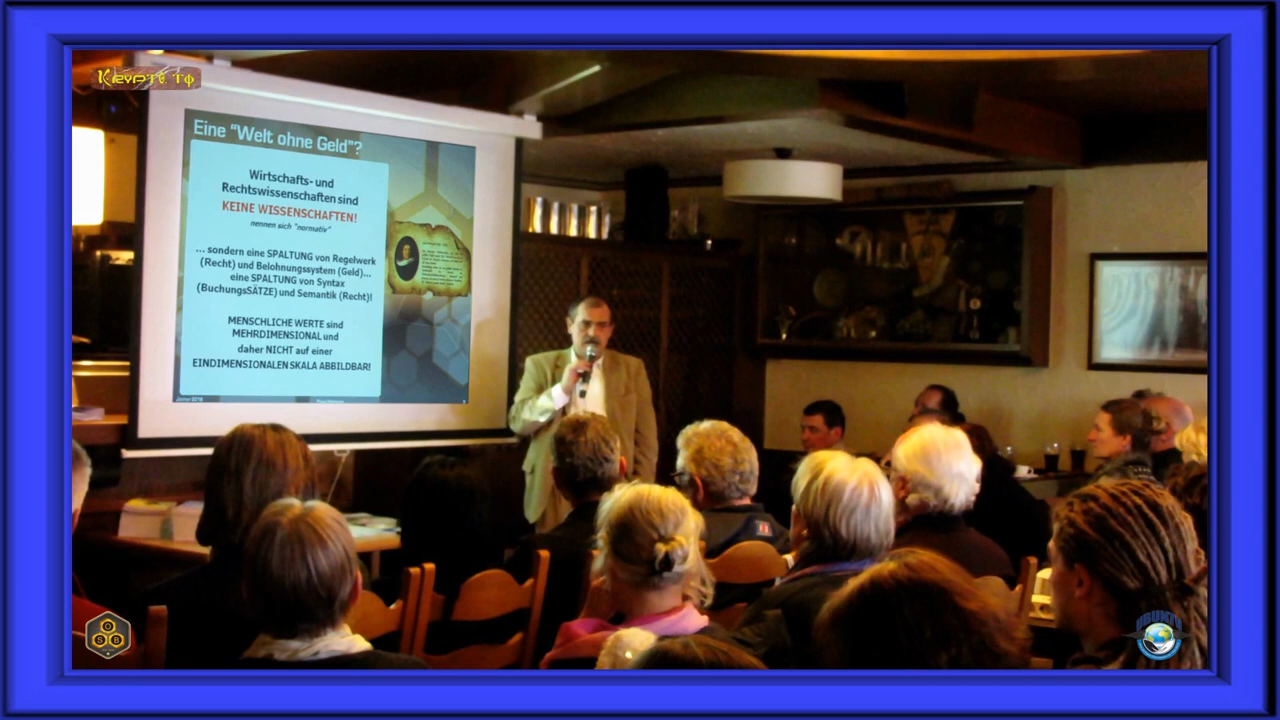 Eine "Welt ohne Geld"?
Wirtschafts- und
Rechtswissenschaften sind
KEINE WISSENSCHAFTEN!
nennen sich "normativ"
... sondern eine SPALTUNG von Regelwerk
(Recht) und Belohnungssystem (Geld)...
eine SPALTUNG von Syntax
(BuchungsSÄTZE) und Semantik (Recht)!
MENSCHLICHE WERTE sind
MEHRDIMENSIONAL und
daher NICHT auf einer
EINDIMENSIONALEN SKALA ABBILDBAR!
O
S B